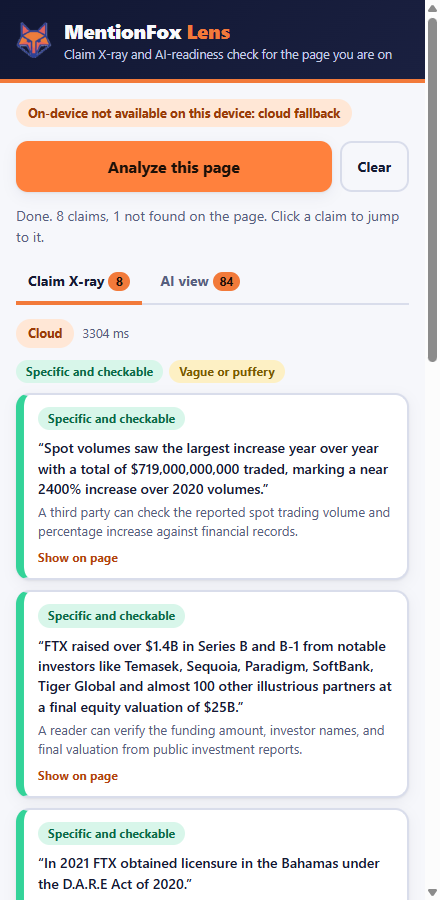 MentionFox Lens
Claim X-ray and AI-readiness check for the page you are on
On-device not available on this device: cloud fallback
Analyze this page
Clear
Done. 8 claims, 1 not found on the page. Click a claim to jump
to it.
Claim X-ray 8
AI view 84
Cloud 3304 ms
Specific and checkable
Vague or puffery
Specific and checkable
“Spot volumes saw the largest increase year over year
with a total of $719,000,000,000 traded, marking a near
2400% increase over 2020 volumes.”
A third party can check the reported spot trading volume and
percentage increase against financial records.
Show on page
Specific and checkable
“FTX raised over $1.4B in Series B and B-1 from notable
investors like Temasek, Sequoia, Paradigm, SoftBank,
Tiger Global and almost 100 other illustrious partners at
a final equity valuation of $25B.”
A reader can verify the funding amount, investor names, and
final valuation from public investment reports.
Show on page
Specific and checkable
“In 2021 FTX obtained licensure in the Bahamas under
the D.A.R.E Act of 2020.”